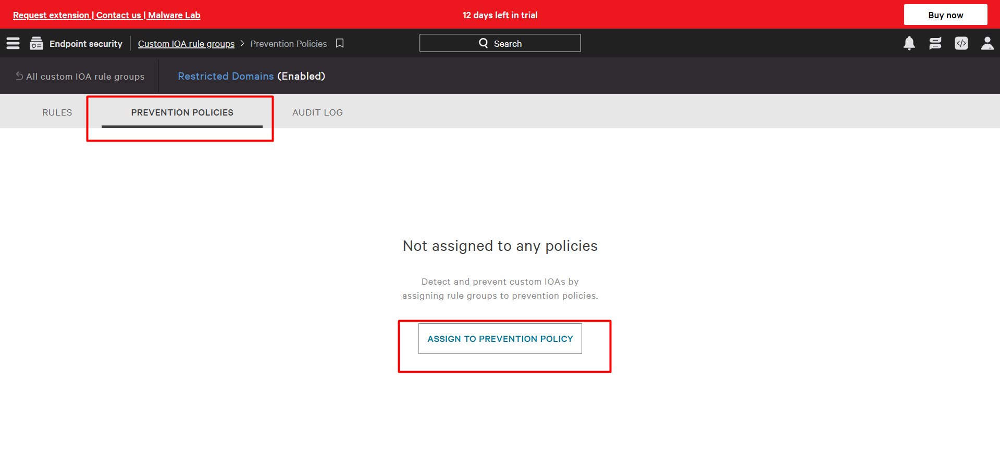 Request extension | Contact us | Malware Lab
12 days left in trial
Buy now
Endpoint security
Custom IOA rule groups > Prevention Policies
Search
All custom IOA rule groups
Restricted Domains (Enabled)
RULES
PREVENTION POLICIES
AUDIT LOG
Not assigned to any policies
Detect and prevent custom IOAs by
assigning rule groups to prevention policies.
ASSIGN TO PREVENTION POLICY